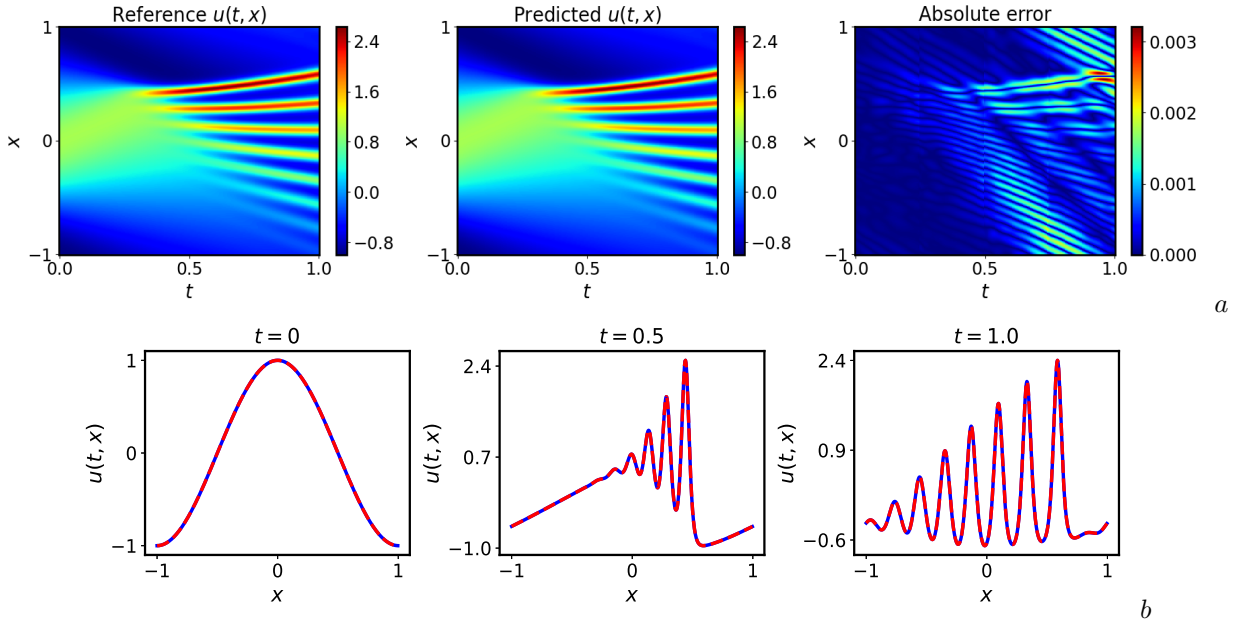 Reference u(t, x)
Predicted u(t, x)
Absolute error
1
0
−1
x
0.0
0.5
1.0
t
2.4
1.6
0.8
0.0
−0.8
1
0
−1
x
0.0
0.5
1.0
t
2.4
1.6
0.8
0.0
−0.8
1
0
−1
x
0.0
0.5
1.0
t
0.003
0.002
0.001
0.000
a
t = 0
1
0
−1
u(t, x)
−1
0
1
x
t = 0.5
2.4
0.7
−1.0
u(t, x)
−1
0
1
x
t = 1.0
2.4
0.9
−0.6
u(t, x)
−1
0
1
x
b